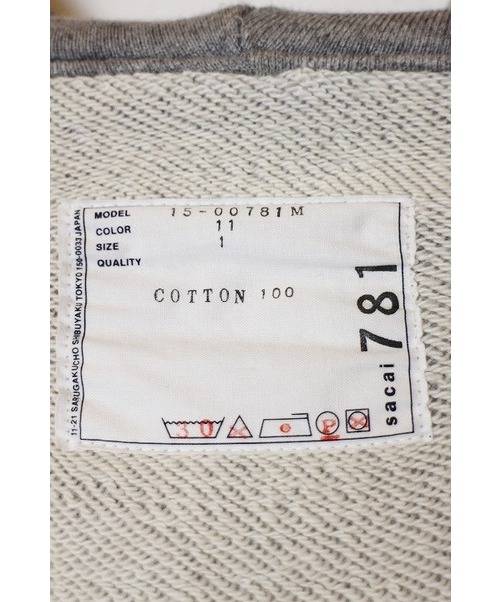 MODEL 15-00781M
COLOR 11
SIZE 1
QUALITY
COTTON 100
sacai 781
11-21 SARUGAKUCHO SHIBUYAKU TOKYO 150-0033 JAPAN
30
P